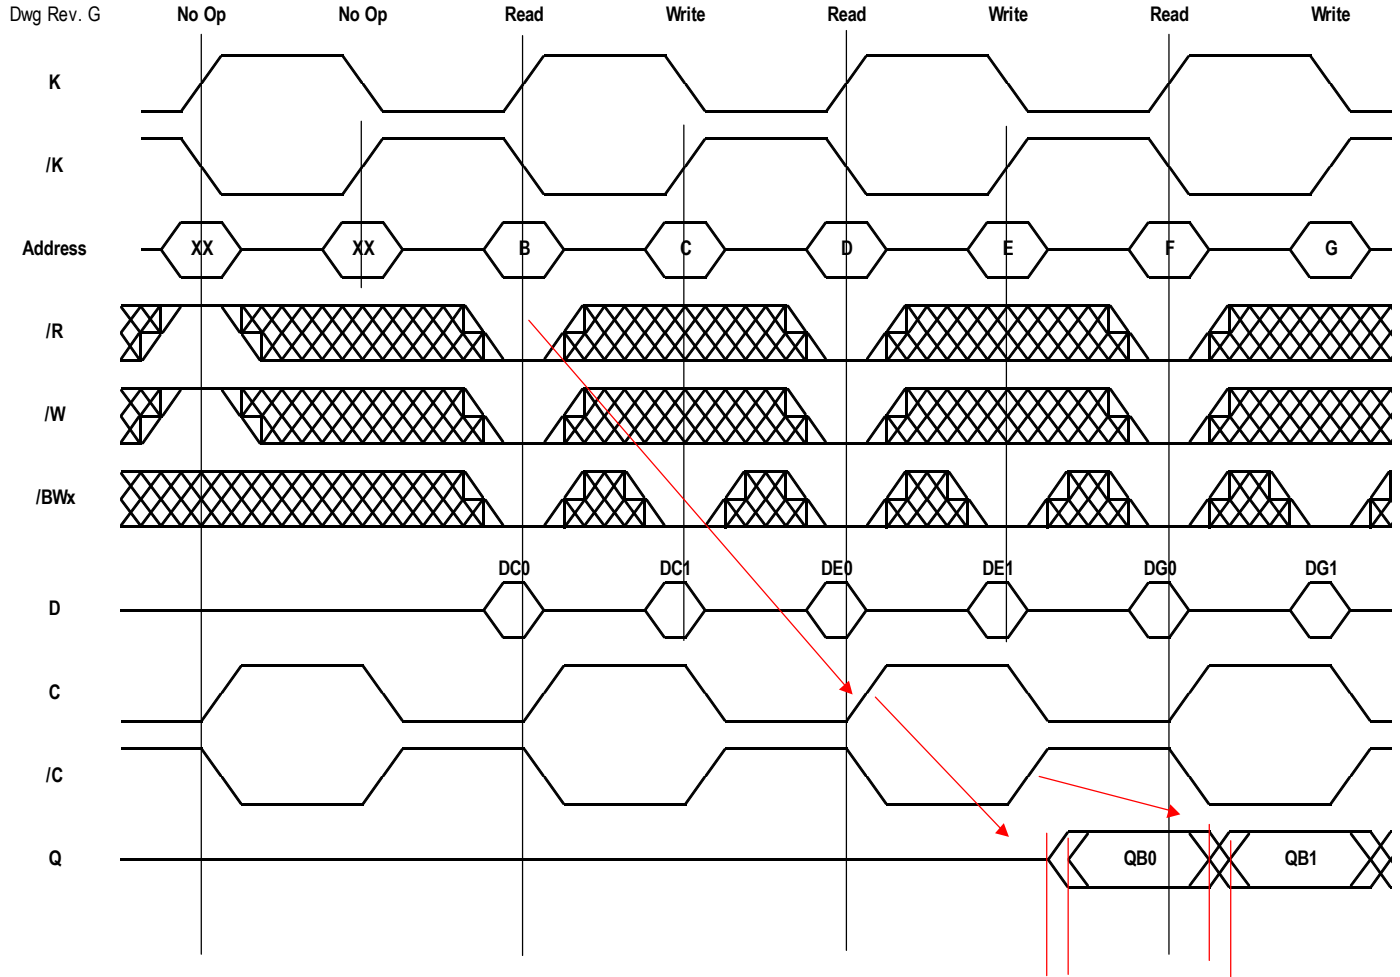 Dwg Rev. G No Op No Op Read Write Read Write Read Write
K
/K
Address XX XX B C D E F G
/R
/W
/BWx
DC0 DC1 DE0 DE1 DG0 DG1
D
C
/C
Q QB0 QB1